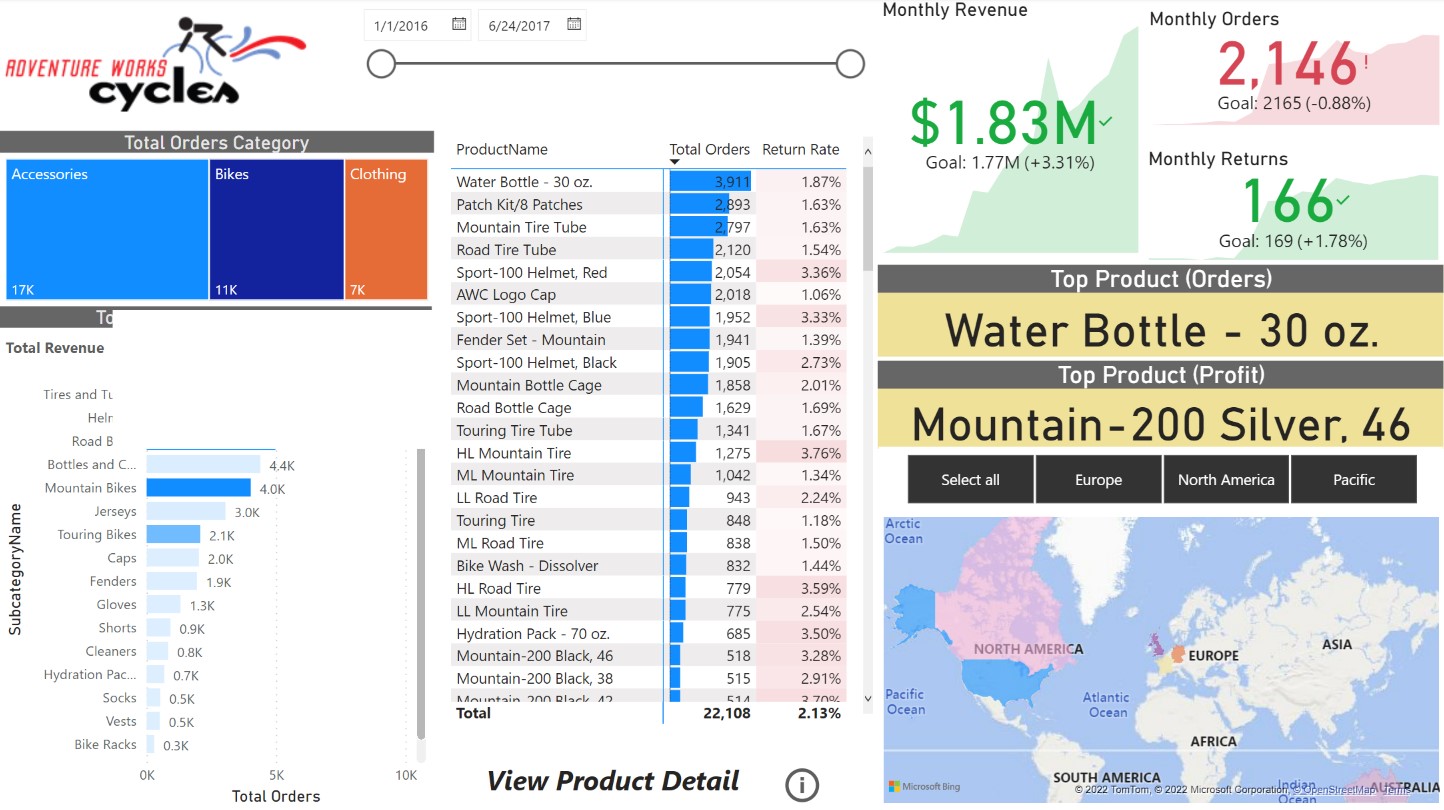 ADVENTURE WORKS
cycles
1/1/2016
6/24/2017
Total Orders Category
Accessories
17K
Bikes
11K
Clothing
7K
Total Revenue
SubcategoryName
Bottles and C... 4.4K
Mountain Bikes 4.0K
Jerseys 3.0K
Touring Bikes 2.1K
Caps 2.0K
Fenders 1.9K
Gloves 1.3K
Shorts 0.9K
Cleaners 0.8K
Hydration Pac... 0.7K
Socks 0.5K
Vests 0.5K
Bike Racks 0.3K
0K 5K 10K
Total Orders
ProductName Total Orders Return Rate
Water Bottle - 30 oz. 3,911 1.87%
Patch Kit/8 Patches 2,893 1.63%
Mountain Tire Tube 2,797 1.63%
Road Tire Tube 2,120 1.54%
Sport-100 Helmet, Red 2,054 3.36%
AWC Logo Cap 2,018 1.06%
Sport-100 Helmet, Blue 1,952 3.33%
Fender Set - Mountain 1,941 1.39%
Sport-100 Helmet, Black 1,905 2.73%
Mountain Bottle Cage 1,858 2.01%
Road Bottle Cage 1,629 1.69%
Touring Tire Tube 1,341 1.67%
HL Mountain Tire 1,275 3.76%
ML Mountain Tire 1,042 1.34%
LL Road Tire 943 2.24%
Touring Tire 848 1.18%
ML Road Tire 838 1.50%
Bike Wash - Dissolver 832 1.44%
HL Road Tire 779 3.59%
LL Mountain Tire 775 2.54%
Hydration Pack - 70 oz. 685 3.50%
Mountain-200 Black, 46 518 3.28%
Mountain-200 Black, 38 515 2.91%
Mountain-200 Black, 42 514 3.70%
Total 22,108 2.13%
View Product Detail
Monthly Revenue
$1.83M
Goal: 1.77M (+3.31%)
Monthly Orders
2,146!
Goal: 2165 (-0.88%)
Monthly Returns
166
Goal: 169 (+1.78%)
Top Product (Orders)
Water Bottle - 30 oz.
Top Product (Profit)
Mountain-200 Silver, 46
Select all
Europe
North America
Pacific
Arctic
Ocean
NORTH AMERICA
EUROPE
ASIA
Pacific
Ocean
Atlantic
Ocean
AFRICA
SOUTH AMERICA
Indian
Ocean
AUSTRALIA
Microsoft Bing
© 2022 TomTom, © 2022 Microsoft Corporation, © OpenStreetMap Terms